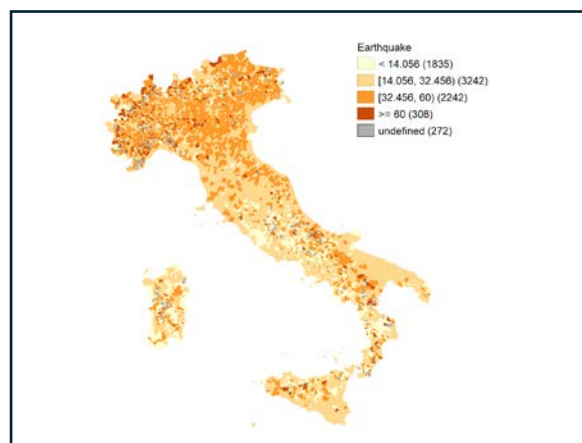 Earthquake
< 14.056 (1835)
[14.056, 32.456) (3242)
[32.456, 60) (2242)
>= 60 (308)
undefined (272)